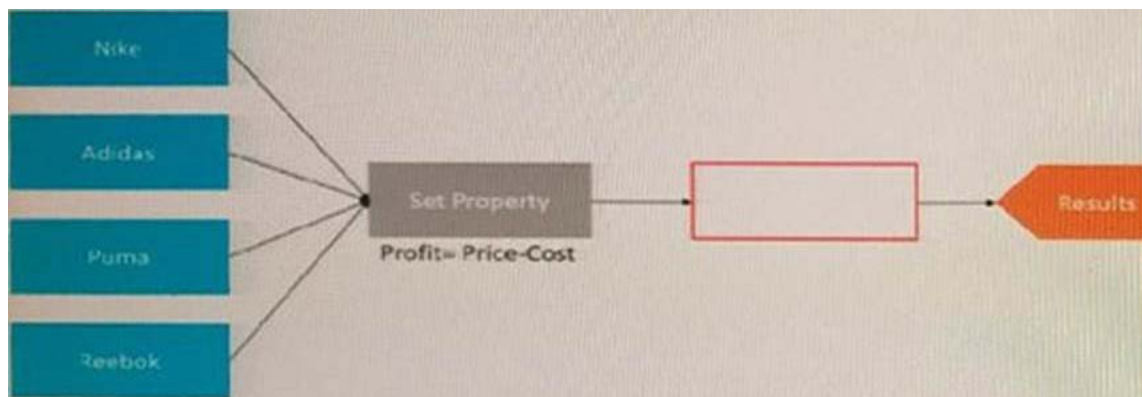 Nike
Adidas
Puma
Reebok
Set Property
Profit= Price-Cost
Results